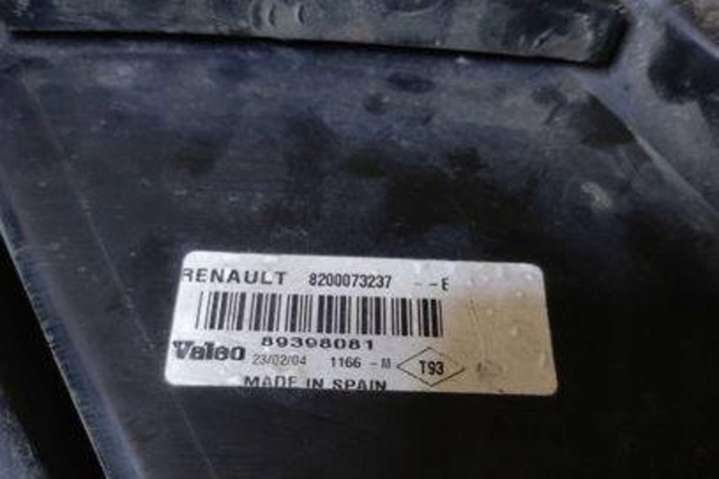 RENAULT 8200073237 --E
89398081
Valeo 23/02/04 1166 -M T93
MADE IN SPAIN